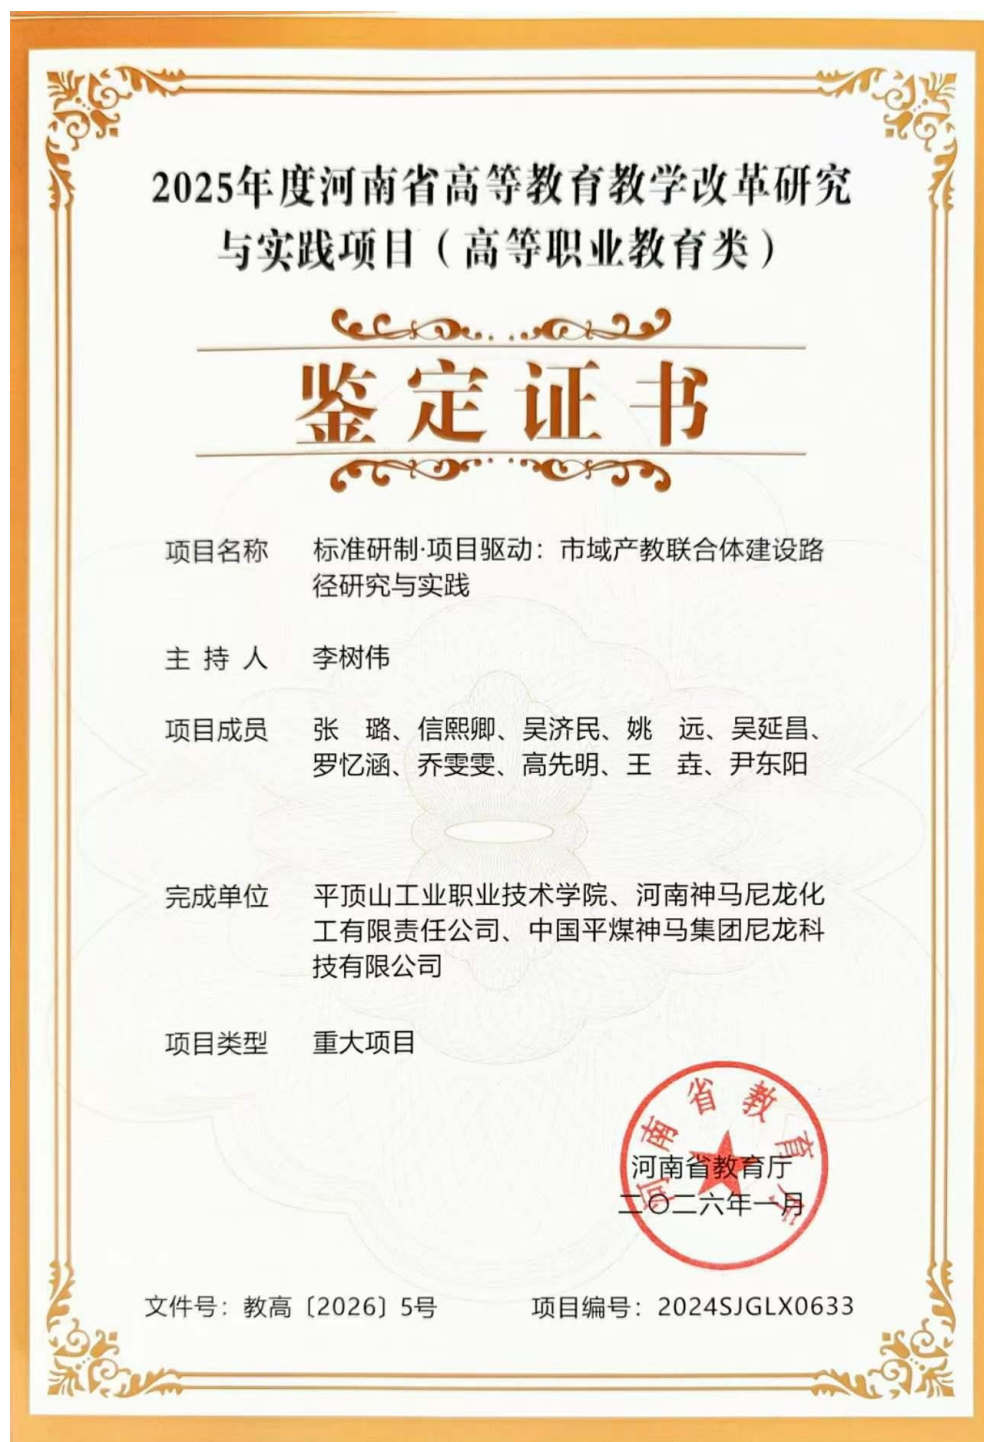 2025年度河南省高等教育教学改革研究
与实践项目（高等职业教育类）
鉴定证书
项目名称 标准研制·项目驱动：市域产教联合体建设路
径研究与实践
主持人 李树伟
项目成员 张 璐、信熙卿、吴济民、姚 远、吴延昌、
罗忆涵、乔雯雯、高先明、王 垚、尹东阳
完成单位 平顶山工业职业技术学院、河南神马尼龙化
工有限责任公司、中国平煤神马集团尼龙科
技有限公司
项目类型 重大项目
河南省教育厅
河南省教育厅
二〇二六年一月
文件号：教高〔2026〕5号 项目编号：2024SJGLX0633